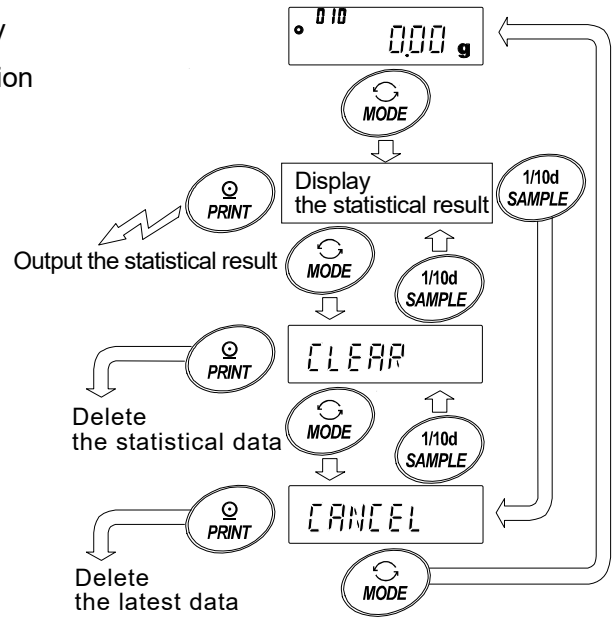 ion
010
0.00 g
MODE
PRINT
Display
the statistical result
1/10d
SAMPLE
Output the statistical result
MODE
1/10d
SAMPLE
PRINT
CLEAR
Delete
the statistical data
MODE
1/10d
SAMPLE
PRINT
CANCEL
Delete
the latest data
MODE